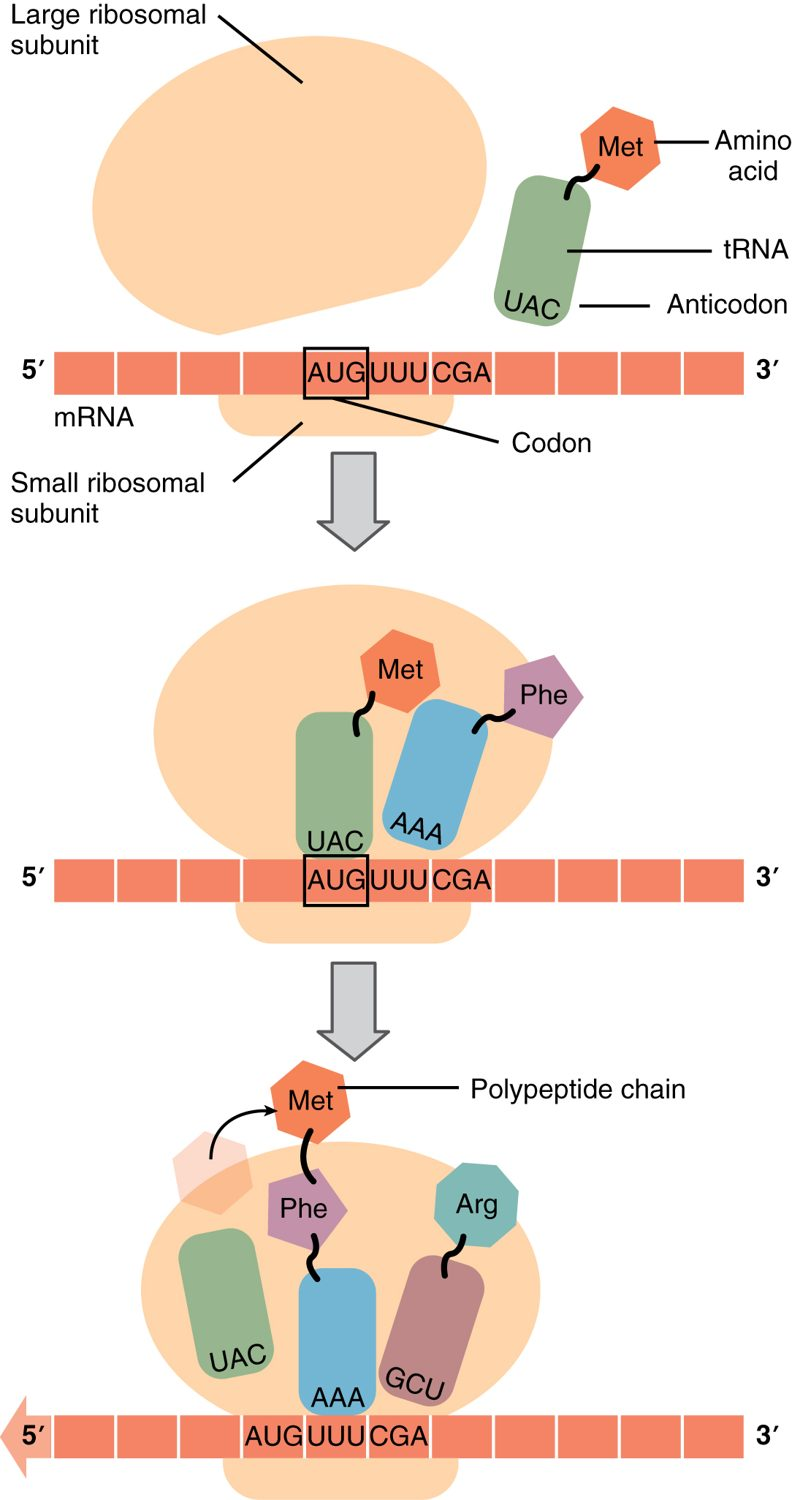 Large ribosomal
subunit
Met
Amino
acid
tRNA
UAC
Anticodon
5′ AUG UUU CGA 3′
mRNA
Codon
Small ribosomal
subunit
Met
Phe
UAC
AAA
5′ AUG UUU CGA 3′
Met
Polypeptide chain
Phe
Arg
UAC
AAA
GCU
5′ AUG UUU CGA 3′